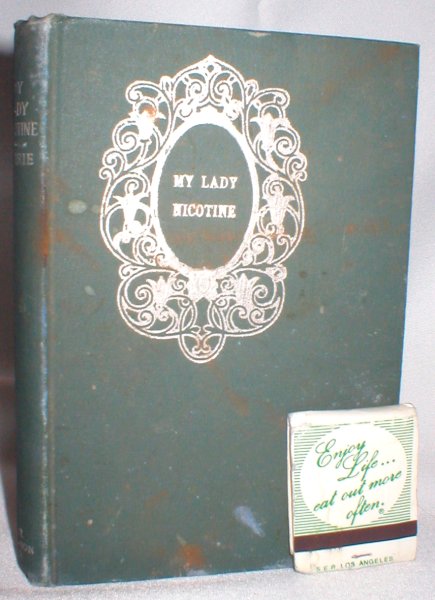 MY LADY
NICOTINE
Enjoy
Life...
eat out more
often.®
S.E.R. LOS ANGELES